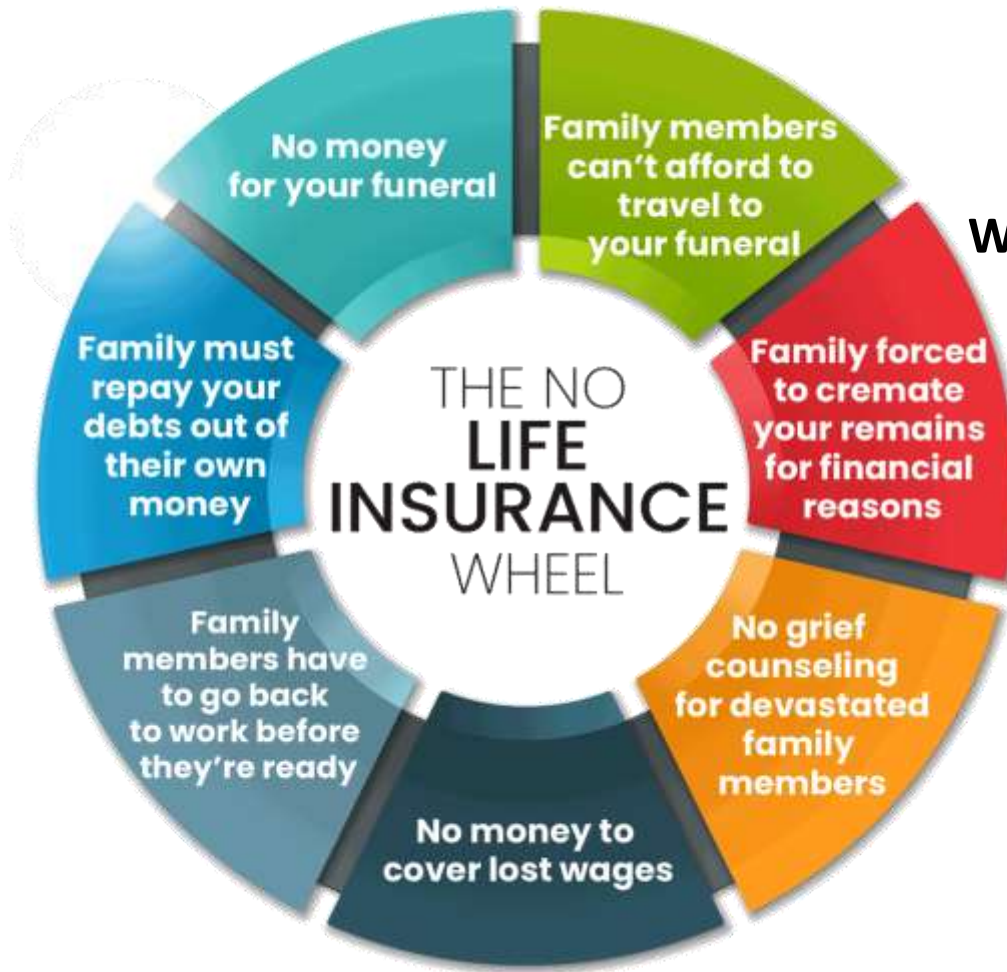 THE NO
LIFE
INSURANCE
WHEEL
No money
for your funeral
Family members
can't afford to
travel to
your funeral
W
Family forced
to cremate
your remains
for financial
reasons
No grief
counseling
for devastated
family
members
No money to
cover lost wages
Family
members have
to go back
to work before
they're ready
Family must
repay your
debts out of
their own
money